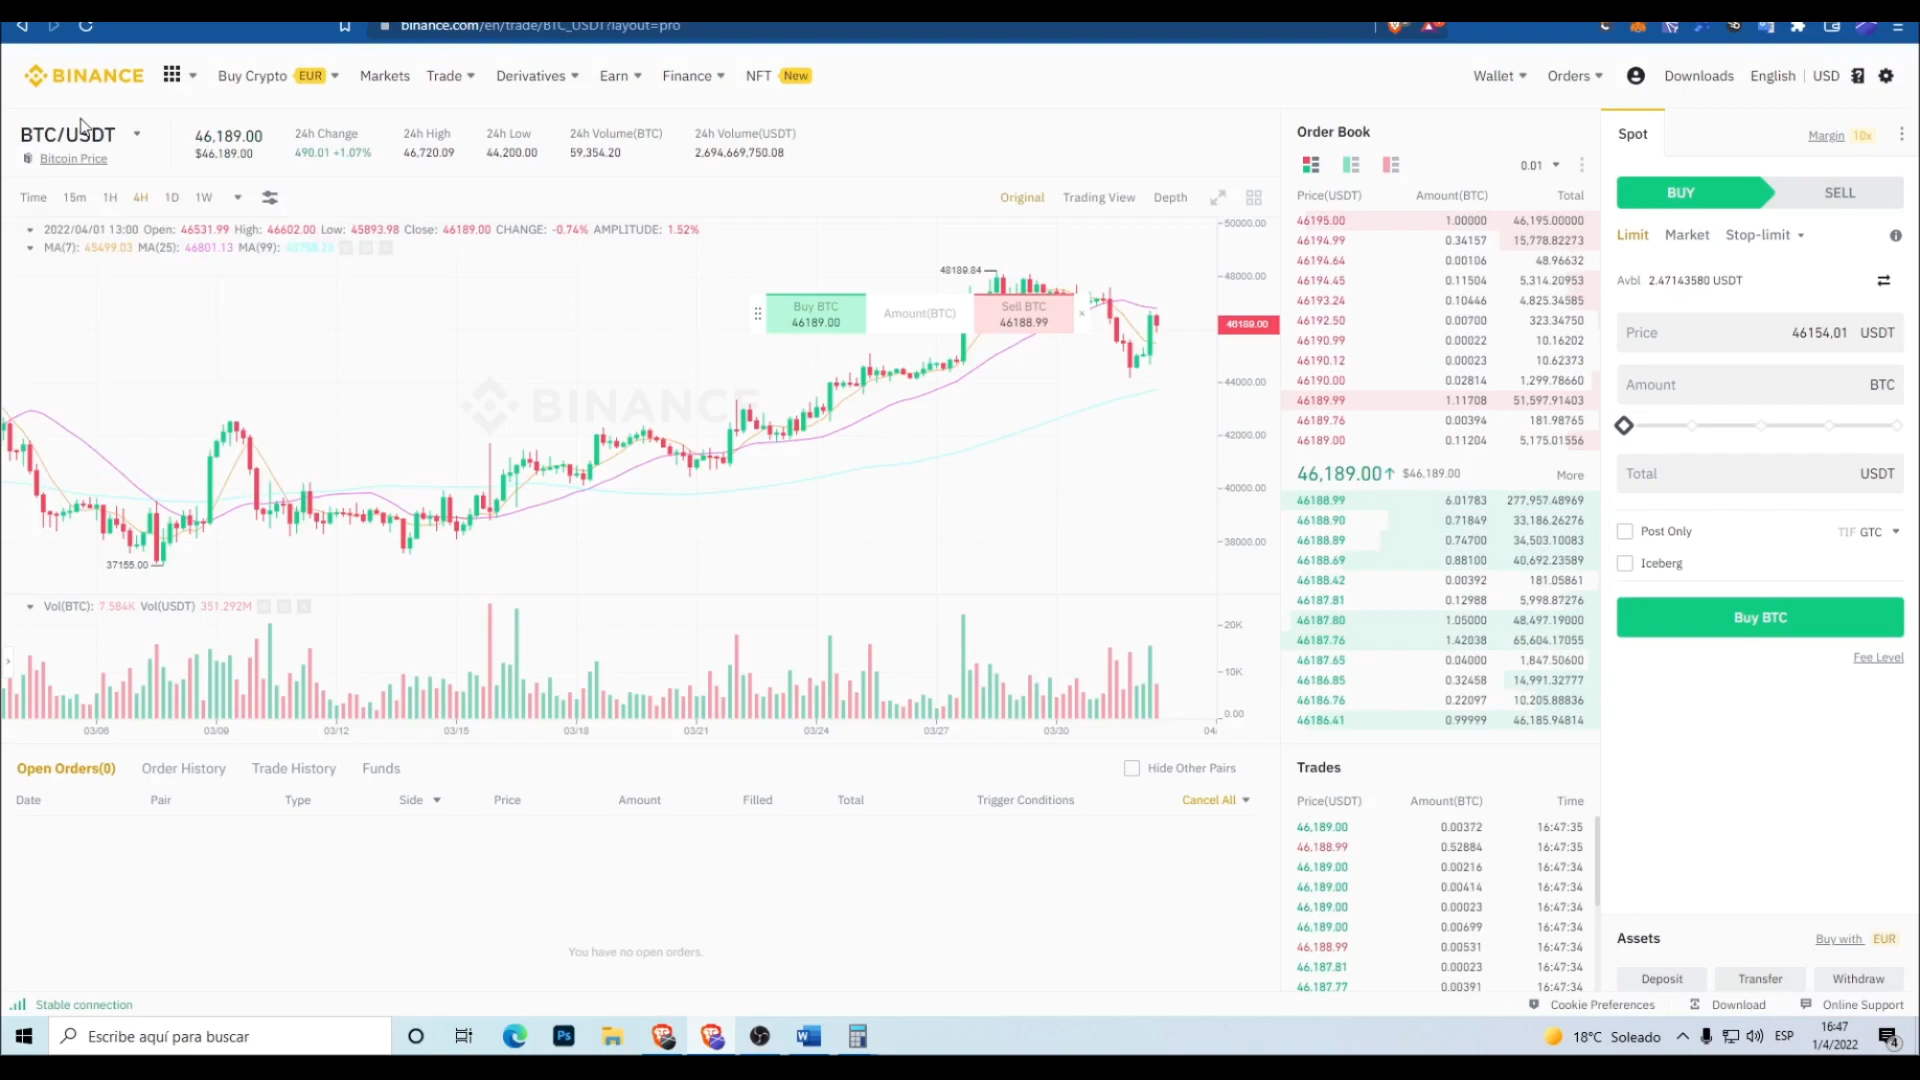 binance.com/en/trade/BTC_USDT?layout=pro
BINANCE Buy Crypto EUR Markets Trade Derivatives Earn Finance NFT New Wallet Orders Downloads English USD
BTC/USDT
Bitcoin Price
46,189.00
$46,189.00
24h Change
490.01 +1.07%
24h High
46,720.09
24h Low
44,200.00
24h Volume(BTC)
59,354.20
24h Volume(USDT)
2,694,669,750.08
Time 15m 1H 4H 1D 1W Original Trading View Depth
2022/04/01 13:00 Open: 46531.99 High: 46602.00 Low: 45893.98 Close: 46189.00 CHANGE: -0.74% AMPLITUDE: 1.52%
MA(7): 45499.03 MA(25): 46801.13 MA(99): 43758.26
50000.00
48189.84
48000.00
Buy BTC
46189.00
Amount(BTC)
Sell BTC
46188.99
46189.00
44000.00
BINANCE
42000.00
40000.00
38000.00
37155.00
Vol(BTC): 7.584K Vol(USDT) 351.292M
20K
10K
0.00
03/06 03/09 03/12 03/15 03/18 03/21 03/24 03/27 03/30 04
Open Orders(0) Order History Trade History Funds Hide Other Pairs
Date Pair Type Side Price Amount Filled Total Trigger Conditions Cancel All
You have no open orders.
Order Book
0.01
Price(USDT) Amount(BTC) Total
46195.00 1.00000 46,195.00000
46194.99 0.34157 15,778.82273
46194.64 0.00106 48.96632
46194.45 0.11504 5,314.20953
46193.24 0.10446 4,825.34585
46192.50 0.00700 323.34750
46190.99 0.00022 10.16202
46190.12 0.00023 10.62373
46190.00 0.02814 1,299.78660
46189.99 1.11708 51,597.91403
46189.76 0.00394 181.98765
46189.00 0.11204 5,175.01556
46,189.00↑ $46,189.00 More
46188.99 6.01783 277,957.48969
46188.90 0.71849 33,186.26276
46188.89 0.74700 34,503.10083
46188.69 0.88100 40,692.23589
46188.42 0.00392 181.05861
46187.81 0.12988 5,998.87276
46187.80 1.05000 48,497.19000
46187.76 1.42038 65,604.17055
46187.65 0.04000 1,847.50600
46186.85 0.32458 14,991.32777
46186.76 0.22097 10,205.88836
46186.41 0.99999 46,185.94814
Trades
Price(USDT) Amount(BTC) Time
46,189.00 0.00372 16:47:35
46,188.99 0.52884 16:47:35
46,189.00 0.00216 16:47:34
46,189.00 0.00414 16:47:34
46,189.00 0.00023 16:47:34
46,189.00 0.00699 16:47:34
46,188.99 0.00531 16:47:34
46,187.81 0.00023 16:47:34
46,187.77 0.00391 16:47:34
Spot Margin 10x
BUY SELL
Limit Market Stop-limit
Avbl 2.47143580 USDT
Price 46154,01 USDT
Amount BTC
Total USDT
Post Only TIF GTC
Iceberg
Buy BTC
Fee Level
Assets Buy with EUR
Deposit Transfer Withdraw
Stable connection Cookie Preferences Download Online Support
Escribe aquí para buscar
Ps
W
18°C Soleado
ESP
16:47
1/4/2022
4